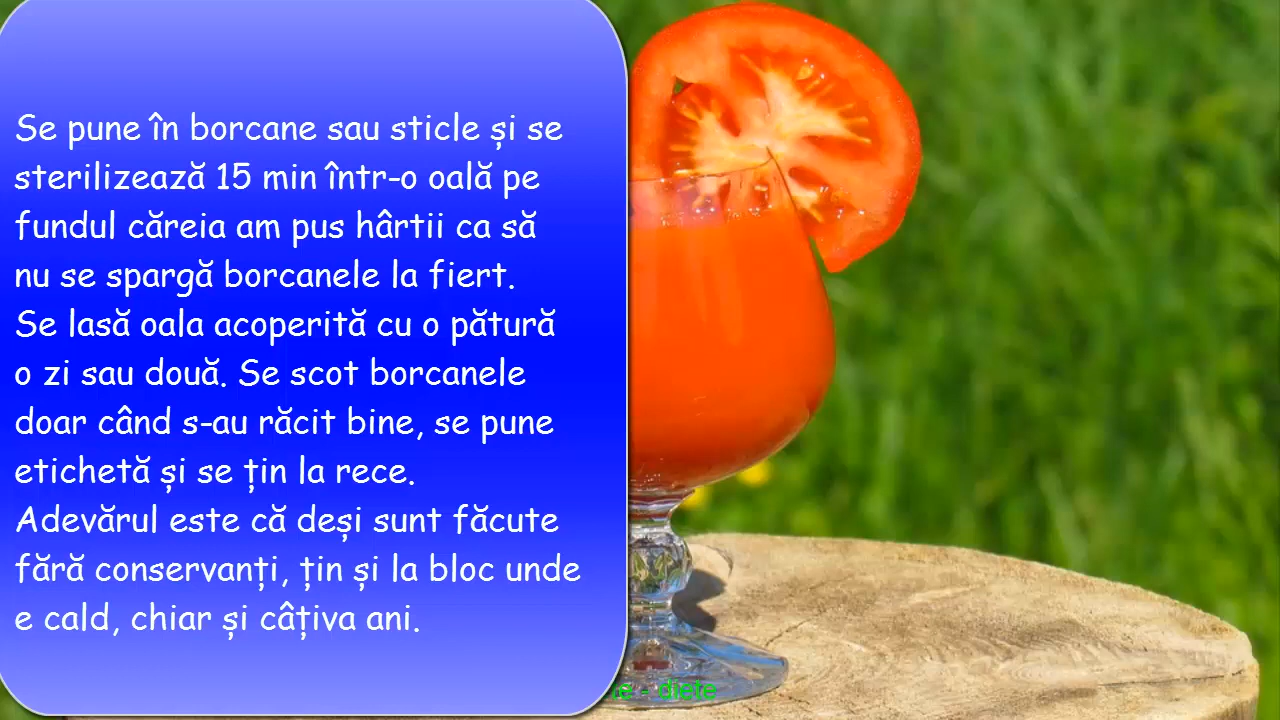 Se pune în borcane sau sticle și se
sterilizează 15 min într-o oală pe
fundul căreia am pus hârtii ca să
nu se spargă borcanele la fiert.
Se lasă oala acoperită cu o pătură
o zi sau două. Se scot borcanele
doar când s-au răcit bine, se pune
etichetă și se țin la rece.
Adevărul este că deși sunt făcute
fără conservanți, țin și la bloc unde
e cald, chiar și câțiva ani.
- diete